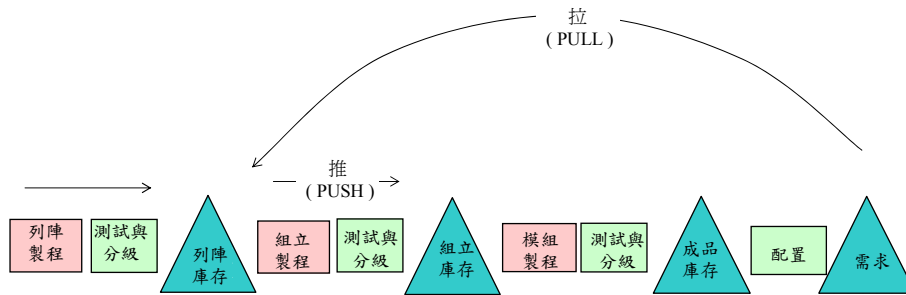 拉
( PULL )
推
( PUSH )
列陣
製程
測試與
分級
列陣
庫存
組立
製程
測試與
分級
組立
庫存
模組
製程
測試與
分級
成品
庫存
配置
需求